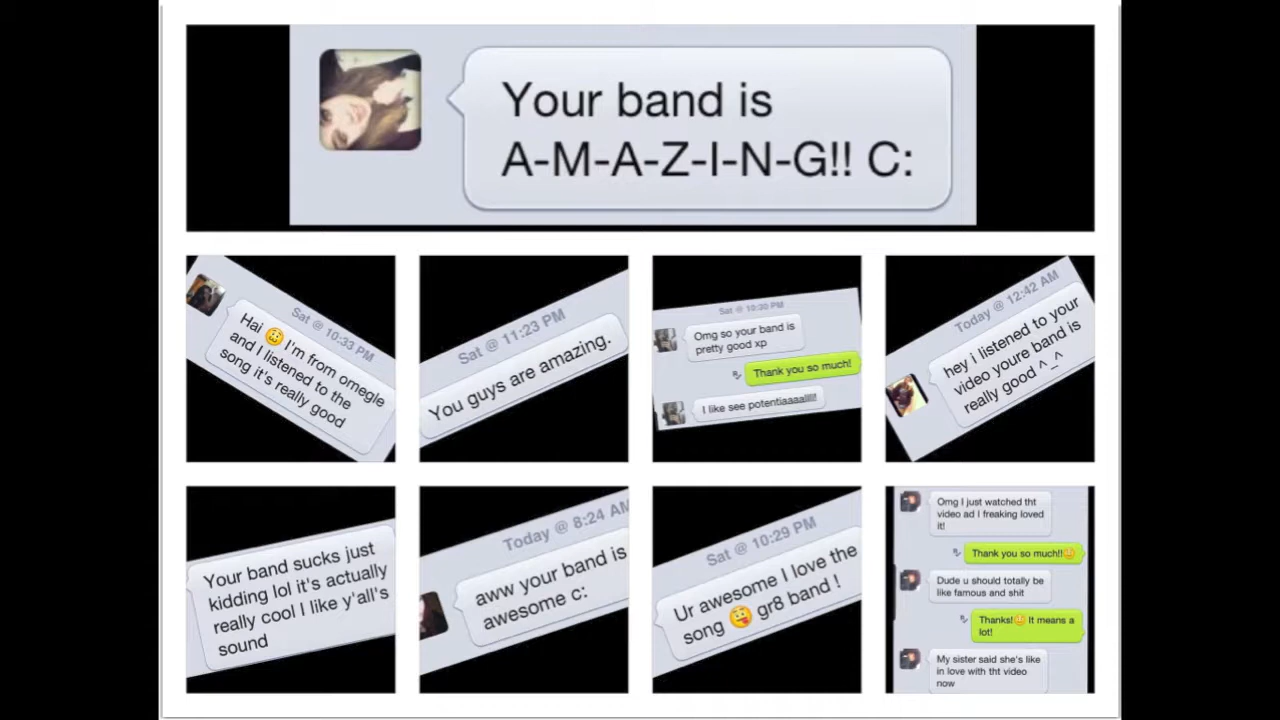 Your band is
A-M-A-Z-I-N-G!! C:
Sat @ 10:33 PM
Hai 🥴 I'm from omegle
and I listened to the
song it's really good
Sat @ 11:23 PM
You guys are amazing.
Sat @ 10:30 PM
Omg so your band is
pretty good xp
Thank you so much!
I like see potentiaaaallll!
Today @ 12:42 AM
hey i listened to your
video youre band is
really good ^_^
Your band sucks just
kidding lol it's actually
really cool I like y'all's
sound
Today @ 8:24 AM
aww your band is
awesome c:
Sat @ 10:29 PM
Ur awesome I love the
song 😜 gr8 band !
Omg I just watched tht
video ad I freaking loved
it!
Thank you so much!!😊
Dude u should totally be
like famous and shit
Thanks!😊 It means a
lot!
My sister said she's like
in love with tht video
now